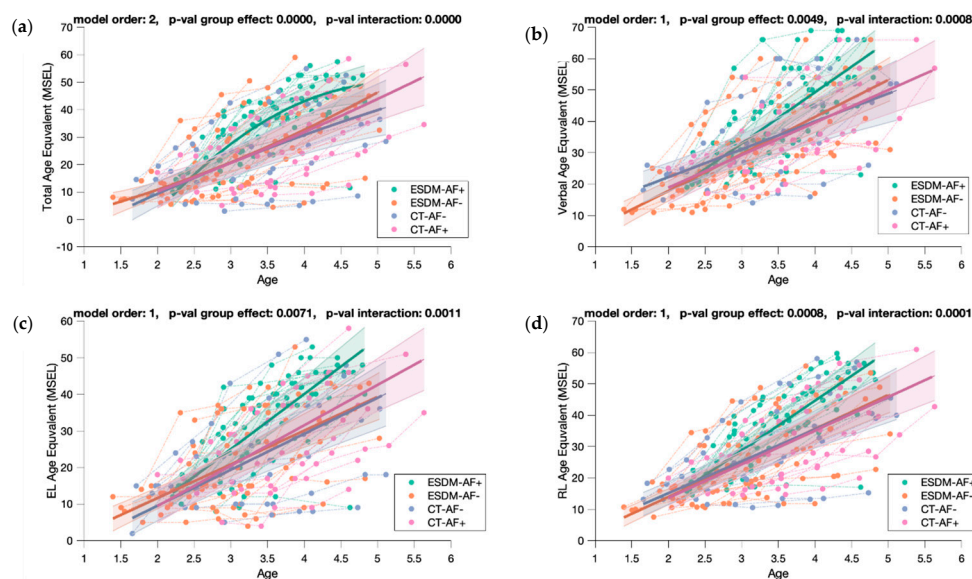 (a)
model order: 2, p-val group effect: 0.0000, p-val interaction: 0.0000
Total Age Equivalent (MSEL)
70
60
50
40
30
20
10
0
-10
1 1.5 2 2.5 3 3.5 4 4.5 5 5.5 6
Age
ESDM-AF+
ESDM-AF-
CT-AF-
CT-AF+
(b)
model order: 1, p-val group effect: 0.0049, p-val interaction: 0.0008
Verbal Age Equivalent (MSEL)
70
60
50
40
30
20
10
0
1 1.5 2 2.5 3 3.5 4 4.5 5 5.5 6
Age
ESDM-AF+
ESDM-AF-
CT-AF-
CT-AF+
(c)
model order: 1, p-val group effect: 0.0071, p-val interaction: 0.0011
EL Age Equivalent (MSEL)
60
50
40
30
20
10
0
1 1.5 2 2.5 3 3.5 4 4.5 5 5.5 6
Age
ESDM-AF+
ESDM-AF-
CT-AF-
CT-AF+
(d)
model order: 1, p-val group effect: 0.0008, p-val interaction: 0.0001
RL Age Equivalent (MSEL)
70
60
50
40
30
20
10
0
1 1.5 2 2.5 3 3.5 4 4.5 5 5.5 6
Age
ESDM-AF+
ESDM-AF-
CT-AF-
CT-AF+